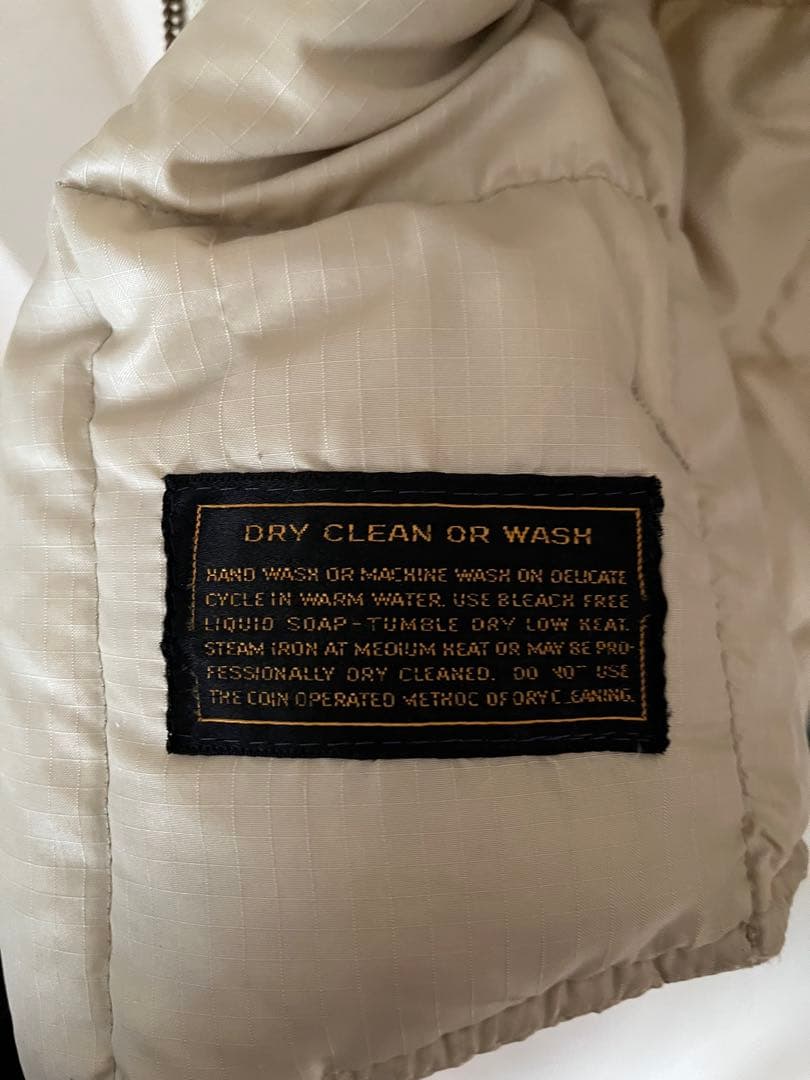 DRY CLEAN OR WASH
HAND WASH OR MACHINE WASH ON DELICATE
CYCLE IN WARM WATER. USE BLEACH FREE
LIQUID SOAP-TUMBLE DRY LOW HEAT.
STEAM IRON AT MEDIUM HEAT OR MAY BE PRO-
FESSIONALLY DRY CLEANED. DO NOT USE
THE COIN OPERATED METHOD OF DRY CLEANING.